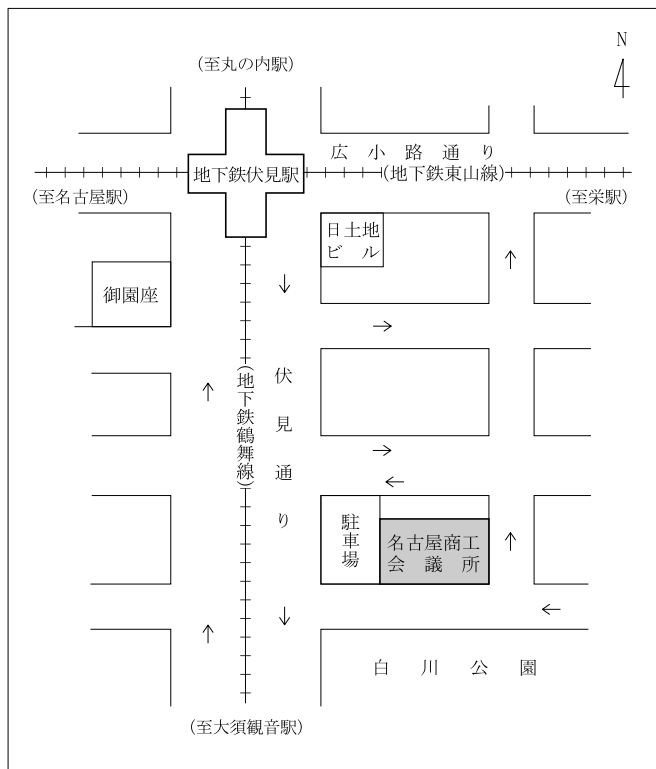 (至丸の内駅)
N
広小路通り
地下鉄伏見駅
(地下鉄東山線)
(至名古屋駅)
(至栄駅)
日土地
ビル
御園座
(地下鉄鶴舞線)
伏見通り
駐車場
名古屋商工
会議所
白川公園
(至大須観音駅)